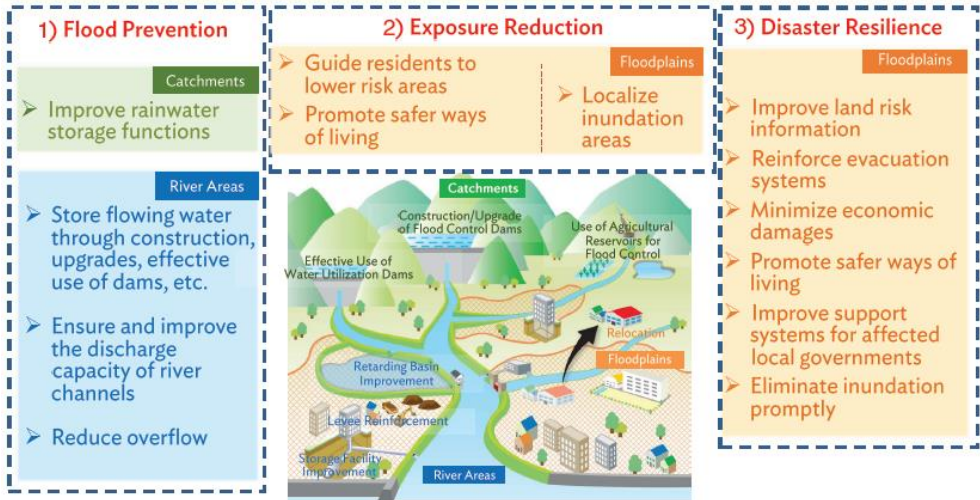 1) Flood Prevention
Catchments
➢ Improve rainwater
storage functions
River Areas
➢ Store flowing water
through construction,
upgrades, effective
use of dams, etc.
➢ Ensure and improve
the discharge
capacity of river
channels
➢ Reduce overflow
2) Exposure Reduction
Floodplains
➢ Guide residents to
lower risk areas
➢ Promote safer ways
of living
➢ Localize
inundation
areas
Catchments
Construction/Upgrade
of Flood Control Dams
Use of Agricultural
Reservoirs for
Flood Control
Effective Use of
Water Utilization Dams
Relocation
Floodplains
Retarding Basin
Improvement
Levee Reinforcement
Storage Facility
Improvement
River Areas
3) Disaster Resilience
Floodplains
➢ Improve land risk
information
➢ Reinforce evacuation
systems
➢ Minimize economic
damages
➢ Promote safer ways of
living
➢ Improve support
systems for affected
local governments
➢ Eliminate inundation
promptly